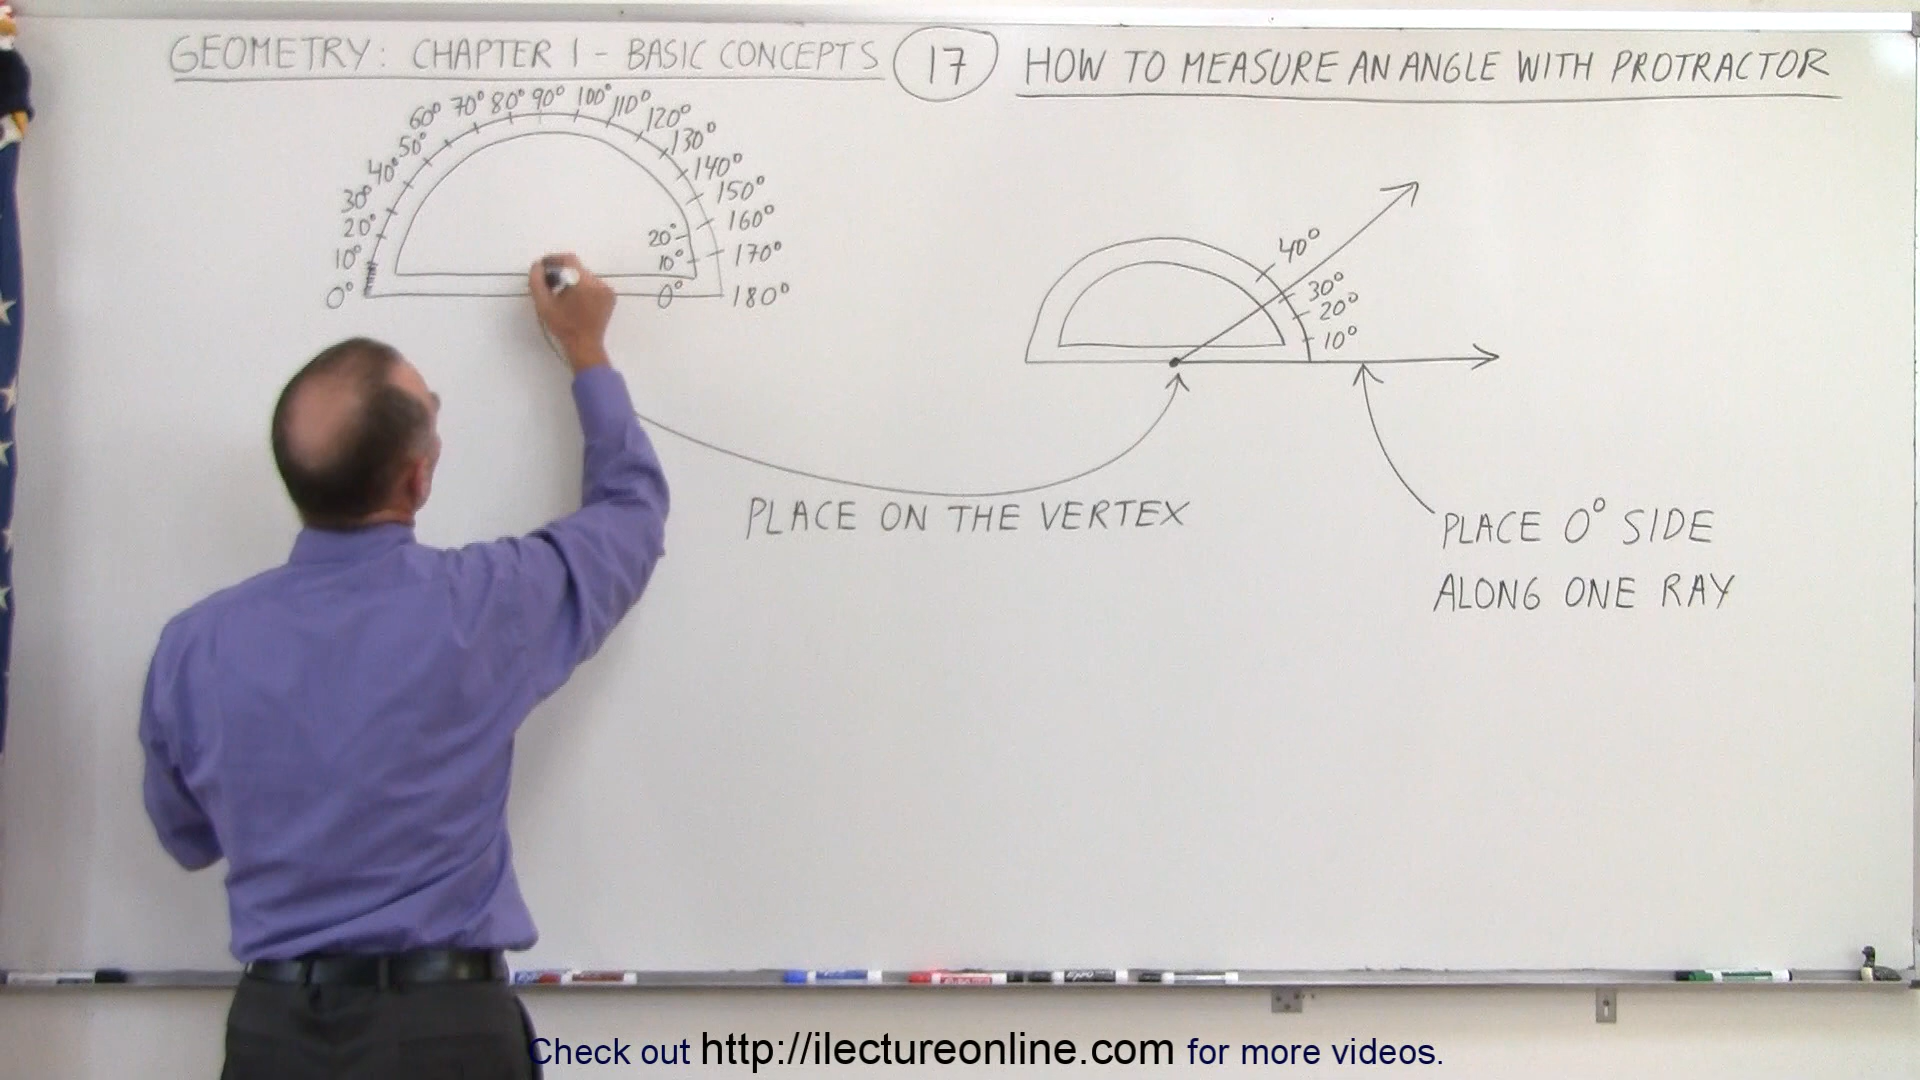 GEOMETRY: CHAPTER 1 - BASIC CONCEPTS 17 HOW TO MEASURE AN ANGLE WITH PROTRACTOR
0° 10° 20° 30° 40° 50° 60° 70° 80° 90° 100° 110° 120° 130° 140° 150° 160° 170° 180°
20°
10°
0°
40°
30°
20°
10°
PLACE ON THE VERTEX
PLACE 0° SIDE
ALONG ONE RAY
Check out http://ilectureonline.com for more videos.